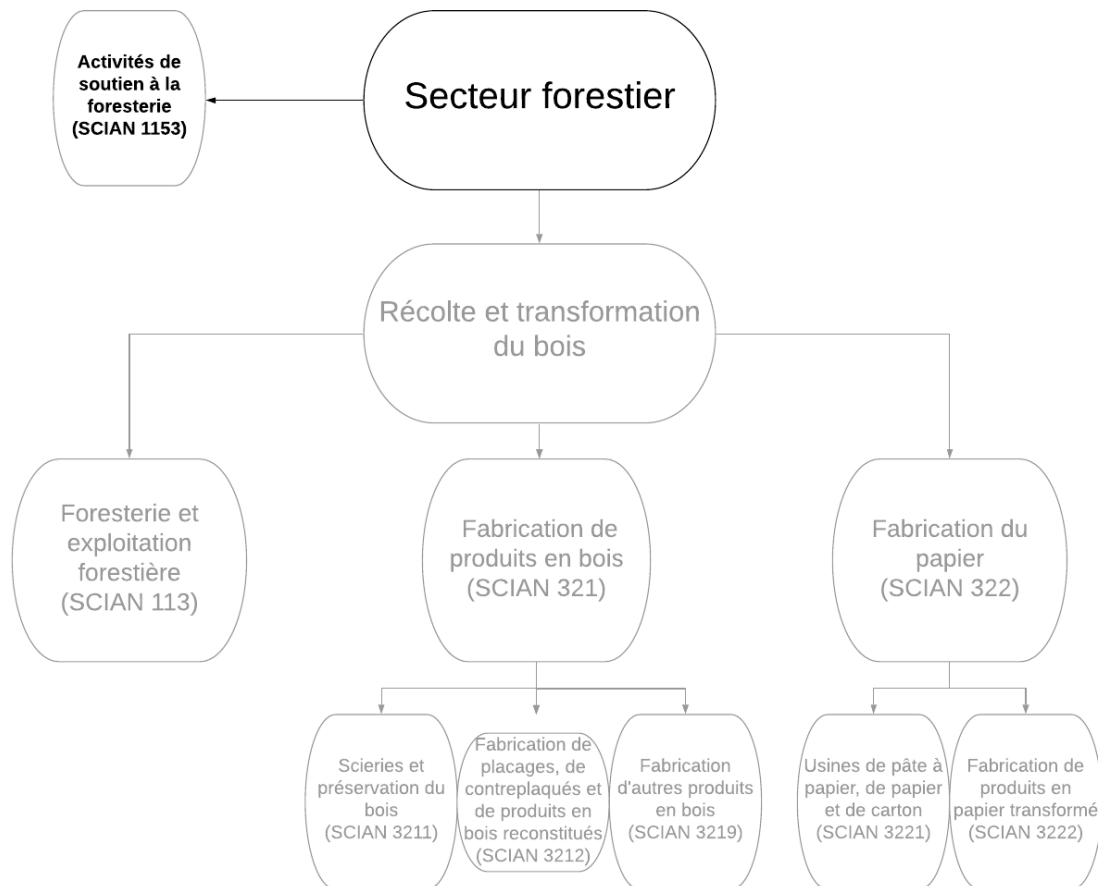 Activités de
soutien à la
foresterie
(SCIAN 1153)
Secteur forestier
Récolte et transformation
du bois
Foresterie et
exploitation
forestière
(SCIAN 113)
Fabrication de
produits en bois
(SCIAN 321)
Fabrication du
papier
(SCIAN 322)
Scieries et
préservation du
bois
(SCIAN 3211)
Fabrication de
placages, de
contreplaqués et
de produits en
bois reconstitués
(SCIAN 3212)
Fabrication
d'autres produits
en bois
(SCIAN 3219)
Usines de pâte à
papier, de papier
et de carton
(SCIAN 3221)
Fabrication de
produits en
papier transformé
(SCIAN 3222)